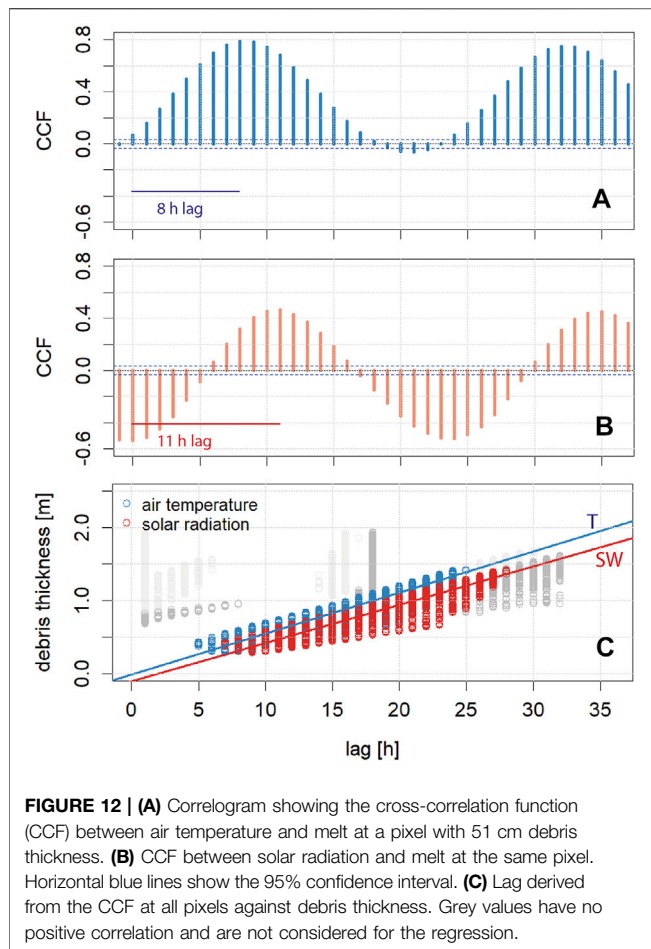 0.8
0.4
0.0
-0.6
CCF
8 h lag
A
0.8
0.4
0.0
-0.6
CCF
11 h lag
B
air temperature
solar radiation
T
SW
2.0
1.0
0.0
debris thickness [m]
C
0 5 10 15 20 25 30 35
lag [h]
FIGURE 12 | (A) Correlogram showing the cross-correlation function
(CCF) between air temperature and melt at a pixel with 51 cm debris
thickness. (B) CCF between solar radiation and melt at the same pixel.
Horizontal blue lines show the 95% confidence interval. (C) Lag derived
from the CCF at all pixels against debris thickness. Grey values have no
positive correlation and are not considered for the regression.